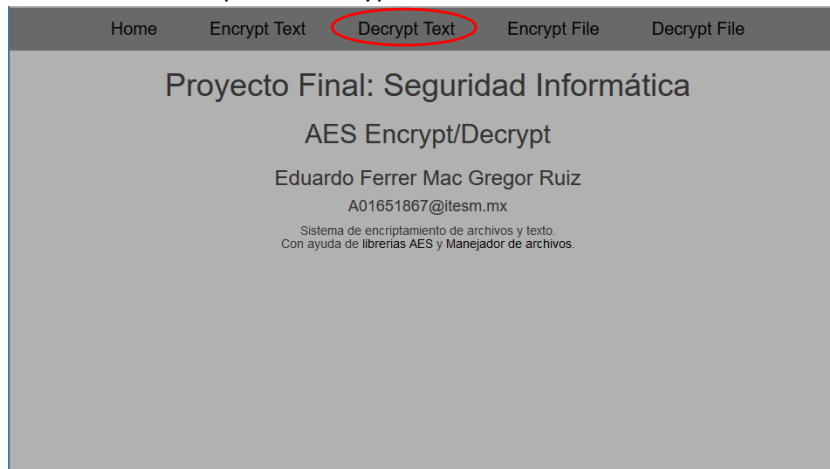 Home Encrypt Text Decrypt Text Encrypt File Decrypt File
Proyecto Final: Seguridad Informática
AES Encrypt/Decrypt
Eduardo Ferrer Mac Gregor Ruiz
A01651867@itesm.mx
Sistema de encriptamiento de archivos y texto.
Con ayuda de librerias AES y Manejador de archivos.